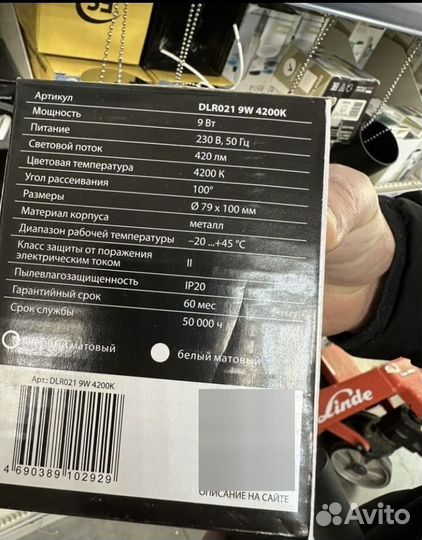 Артикул DLR021 9W 4200K
Мощность 9 Вт
Питание 230 В, 50 Гц
Световой поток 420 лм
Цветовая температура 4200 K
Угол рассеивания 100°
Размеры Ø 79 x 100 мм
Материал корпуса металл
Диапазон рабочей температуры –20 ...+45 °C
Класс защиты от поражения
электрическим током II
Пылевлагозащищенность IP20
Гарантийный срок 60 мес
Срок службы 50 000 ч
матовый белый матовый
Арт.: DLR021 9W 4200K
4 690389 102929
ОПИСАНИЕ НА САЙТЕ
Linde
Avito